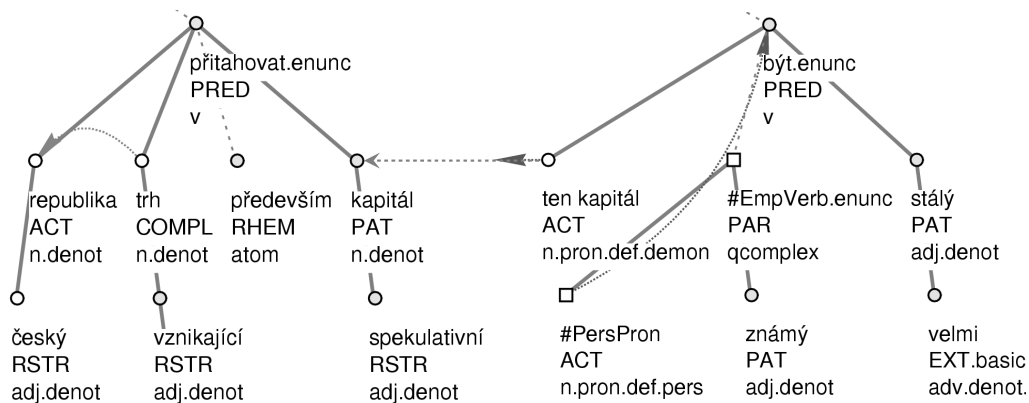 přitahovat.enunc
PRED
v
být.enunc
PRED
v
republika
ACT
n.denot
trh
COMPL
n.denot
především
RHEM
atom
kapitál
PAT
n.denot
ten kapitál
ACT
n.pron.def.demon
#EmpVerb.enunc
PAR
qcomplex
stálý
PAT
adj.denot
český
RSTR
adj.denot
vznikající
RSTR
adj.denot
spekulativní
RSTR
adj.denot
#PersPron
ACT
n.pron.def.pers
známý
PAT
adj.denot
velmi
EXT.basic
adv.denot.